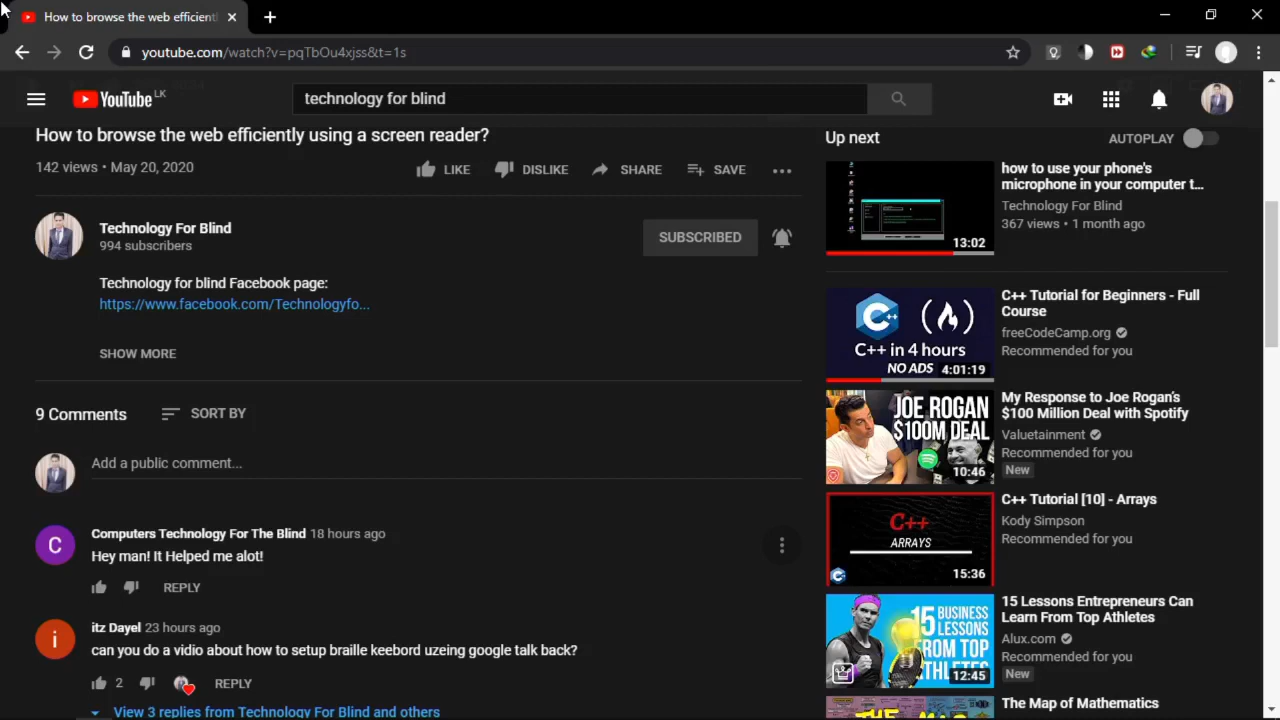 How to browse the web efficient
youtube.com/watch?v=pqTbOu4xjss&t=1s
YouTube LK
technology for blind
How to browse the web efficiently using a screen reader?
142 views • May 20, 2020
LIKE DISLIKE SHARE SAVE
Technology For Blind
994 subscribers
SUBSCRIBED
Technology for blind Facebook page:
https://www.facebook.com/Technologyfo...
SHOW MORE
9 Comments SORT BY
Add a public comment...
Computers Technology For The Blind 18 hours ago
Hey man! It Helped me alot!
REPLY
itz Dayel 23 hours ago
can you do a vidio about how to setup braille keebord uzeing google talk back?
2 REPLY
View 3 replies from Technology For Blind and others
Up next AUTOPLAY
13:02
how to use your phone's
microphone in your computer t...
Technology For Blind
367 views • 1 month ago
C++
C++ in 4 hours
NO ADS 4:01:19
C++ Tutorial for Beginners - Full
Course
freeCodeCamp.org
Recommended for you
JOE ROGAN
$100M DEAL
10:46
My Response to Joe Rogan's
$100 Million Deal with Spotify
Valuetainment
Recommended for you
New
C++
ARRAYS
15:36
C++ Tutorial [10] - Arrays
Kody Simpson
Recommended for you
15 BUSINESS
LESSONS
FROM TOP
ATHLETES
12:45
15 Lessons Entrepreneurs Can
Learn From Top Athletes
Alux.com
Recommended for you
New
THE MAP
The Map of Mathematics